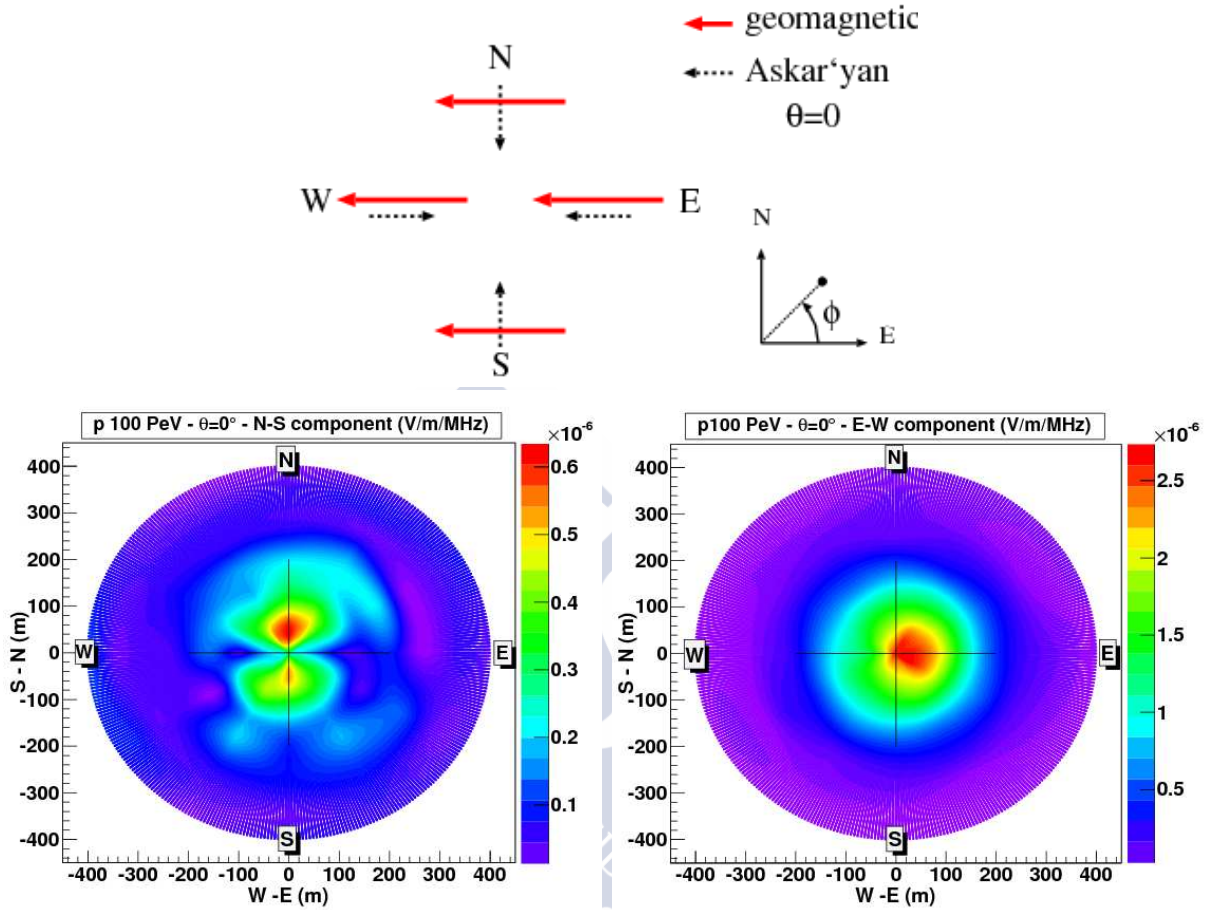 geomagnetic
Askar‘yan
θ=0
N
W
E
S
N
ϕ
E
p 100 PeV - θ=0° - N-S component (V/m/MHz)
×10⁻⁶
S - N (m)
400
300
200
100
0
-100
-200
-300
-400
N
W
E
S
0.6
0.5
0.4
0.3
0.2
0.1
-400 -300 -200 -100 0 100 200 300 400
W -E (m)
p100 PeV - θ=0° - E-W component (V/m/MHz)
×10⁻⁶
S - N (m)
400
300
200
100
0
-100
-200
-300
-400
N
W
E
S
2.5
2
1.5
1
0.5
-400 -300 -200 -100 0 100 200 300 400
W -E (m)